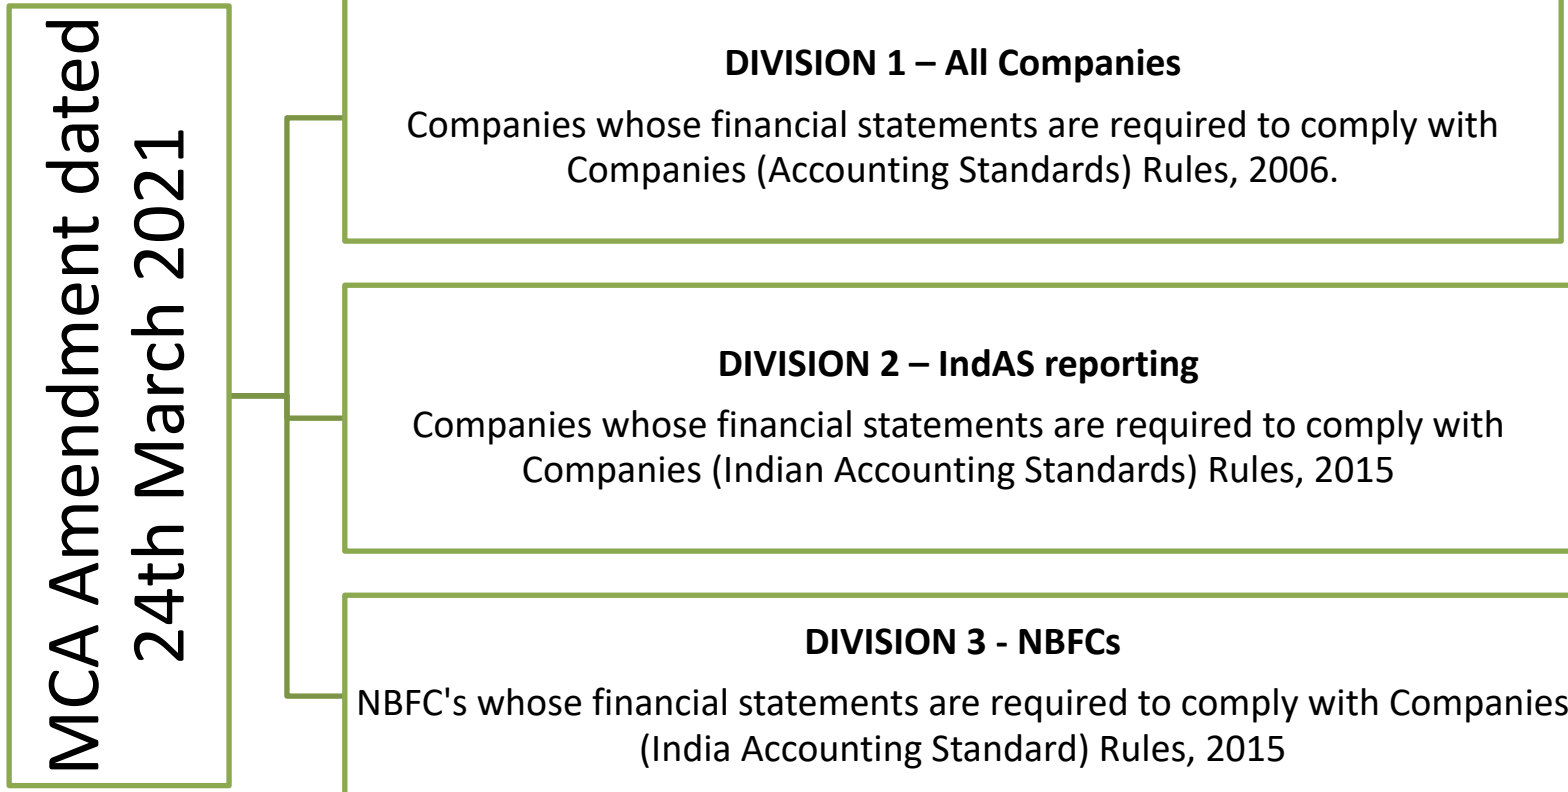 MCA Amendment dated
24th March 2021
DIVISION 1 – All Companies
Companies whose financial statements are required to comply with
Companies (Accounting Standards) Rules, 2006.
DIVISION 2 – IndAS reporting
Companies whose financial statements are required to comply with
Companies (Indian Accounting Standards) Rules, 2015
DIVISION 3 - NBFCs
NBFC's whose financial statements are required to comply with Companies
(India Accounting Standard) Rules, 2015